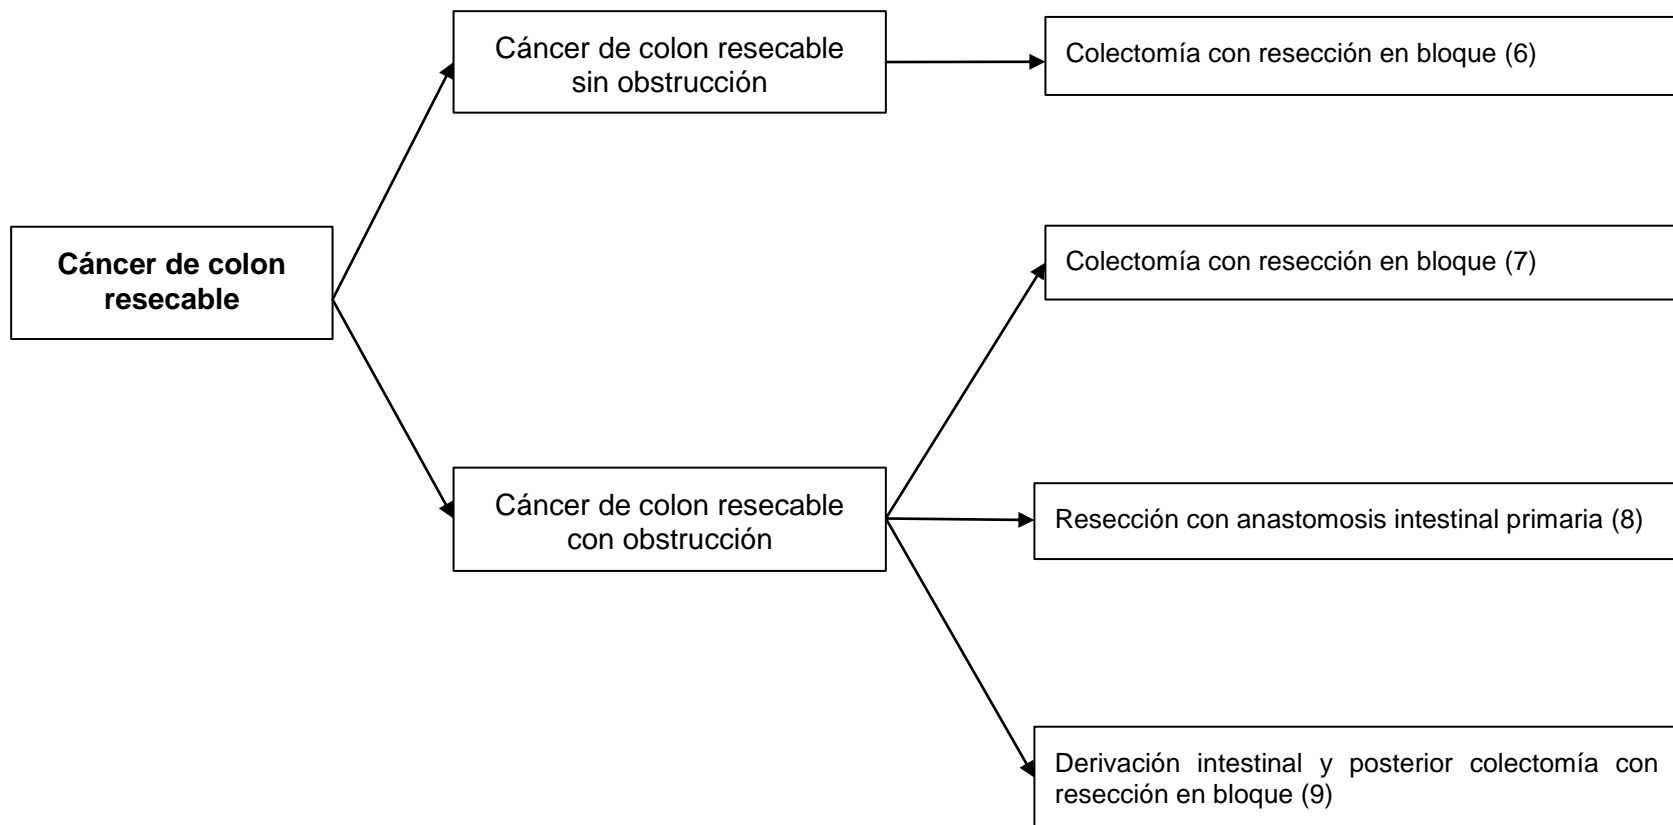 Cáncer de colon resecable
sin obstrucción
Colectomía con resección en bloque (6)
Cáncer de colon
resecable
Colectomía con resección en bloque (7)
Cáncer de colon resecable
con obstrucción
Resección con anastomosis intestinal primaria (8)
Derivación intestinal y posterior colectomía con
resección en bloque (9)